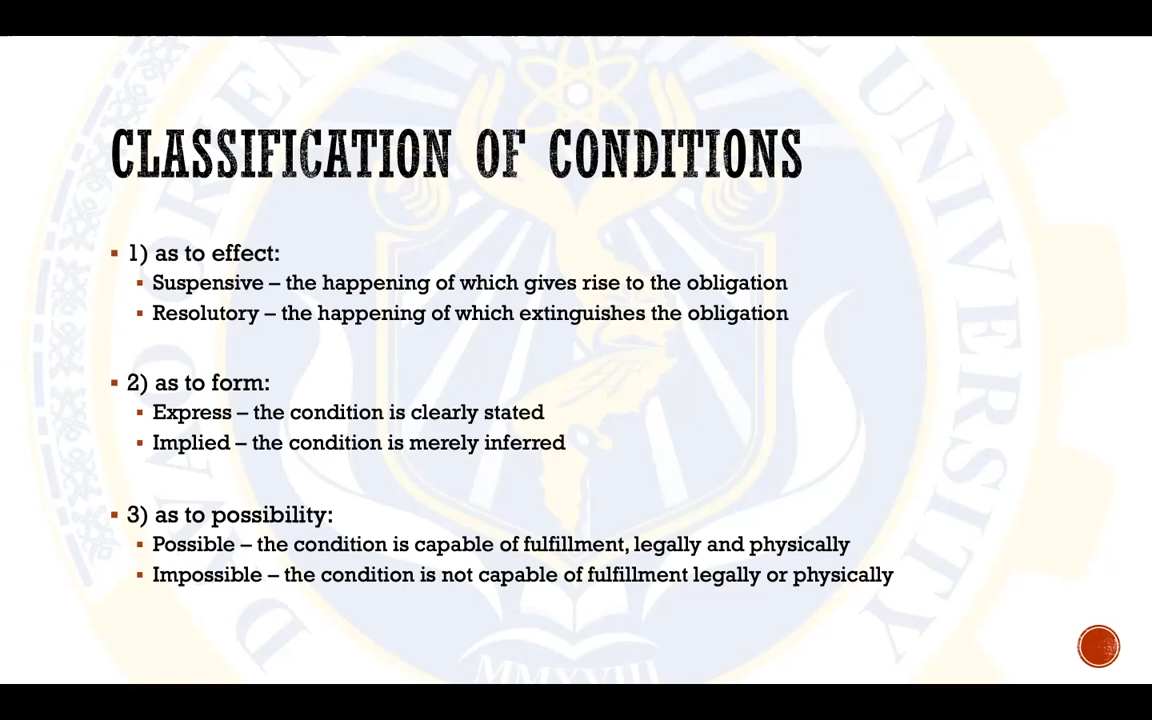 CLASSIFICATION OF CONDITIONS
1) as to effect:
Suspensive – the happening of which gives rise to the obligation
Resolutory – the happening of which extinguishes the obligation
2) as to form:
Express – the condition is clearly stated
Implied – the condition is merely inferred
3) as to possibility:
Possible – the condition is capable of fulfillment, legally and physically
Impossible – the condition is not capable of fulfillment legally or physically
UNIVERSITY
MMXVIII